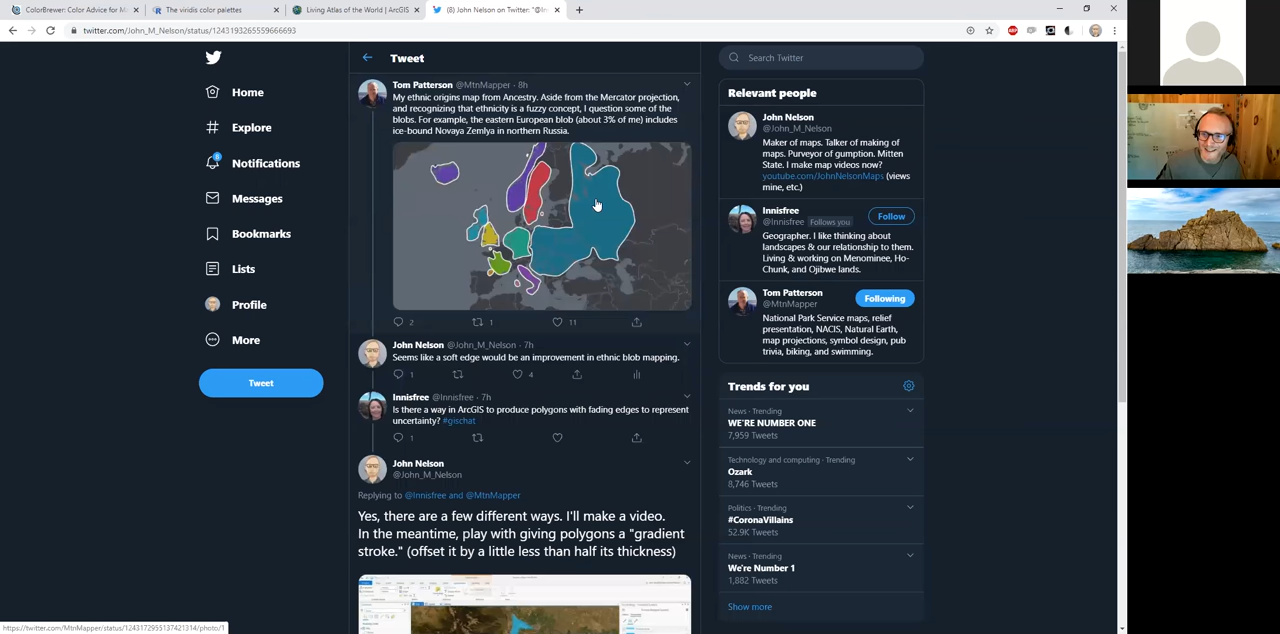 ColorBrewer: Color Advice for M
The viridis color palettes
Living Atlas of the World | ArcGIS
(8) John Nelson on Twitter: "@In
twitter.com/John_M_Nelson/status/1243193265559666693
Home
Explore
8
Notifications
Messages
Bookmarks
Lists
Profile
More
Tweet
Tweet
Tom Patterson @MtnMapper · 8h
My ethnic origins map from Ancestry. Aside from the Mercator projection,
and recognizing that ethnicity is a fuzzy concept, I question some of the
blobs. For example, the eastern European blob (about 3% of me) includes
ice-bound Novaya Zemlya in northern Russia.
2 1 11
John Nelson @John_M_Nelson · 7h
Seems like a soft edge would be an improvement in ethnic blob mapping.
1 4
Innisfree @Innisfree · 7h
Is there a way in ArcGIS to produce polygons with fading edges to represent
uncertainty? #gischat
1
John Nelson
@John_M_Nelson
Replying to @Innisfree and @MtnMapper
Yes, there are a few different ways. I'll make a video.
In the meantime, play with giving polygons a "gradient
stroke." (offset it by a little less than half its thickness)
Search Twitter
Relevant people
John Nelson
@John_M_Nelson
Maker of maps. Talker of making of
maps. Purveyor of gumption. Mitten
State. I make map videos now?
youtube.com/JohnNelsonMaps (views
mine, etc.)
Innisfree
@Innisfree Follows you
Follow
Geographer. I like thinking about
landscapes & our relationship to them.
Living & working on Menominee, Ho-
Chunk, and Ojibwe lands.
Tom Patterson
@MtnMapper
Following
National Park Service maps, relief
presentation, NACIS, Natural Earth,
map projections, symbol design, pub
trivia, biking, and swimming.
Trends for you
News · Trending
WE'RE NUMBER ONE
7,959 Tweets
Technology and computing · Trending
Ozark
8,746 Tweets
Politics · Trending
#CoronaVillains
52.9K Tweets
News · Trending
We're Number 1
1,882 Tweets
Show more
https://twitter.com/MtnMapper/status/1243172955137421314/photo/1